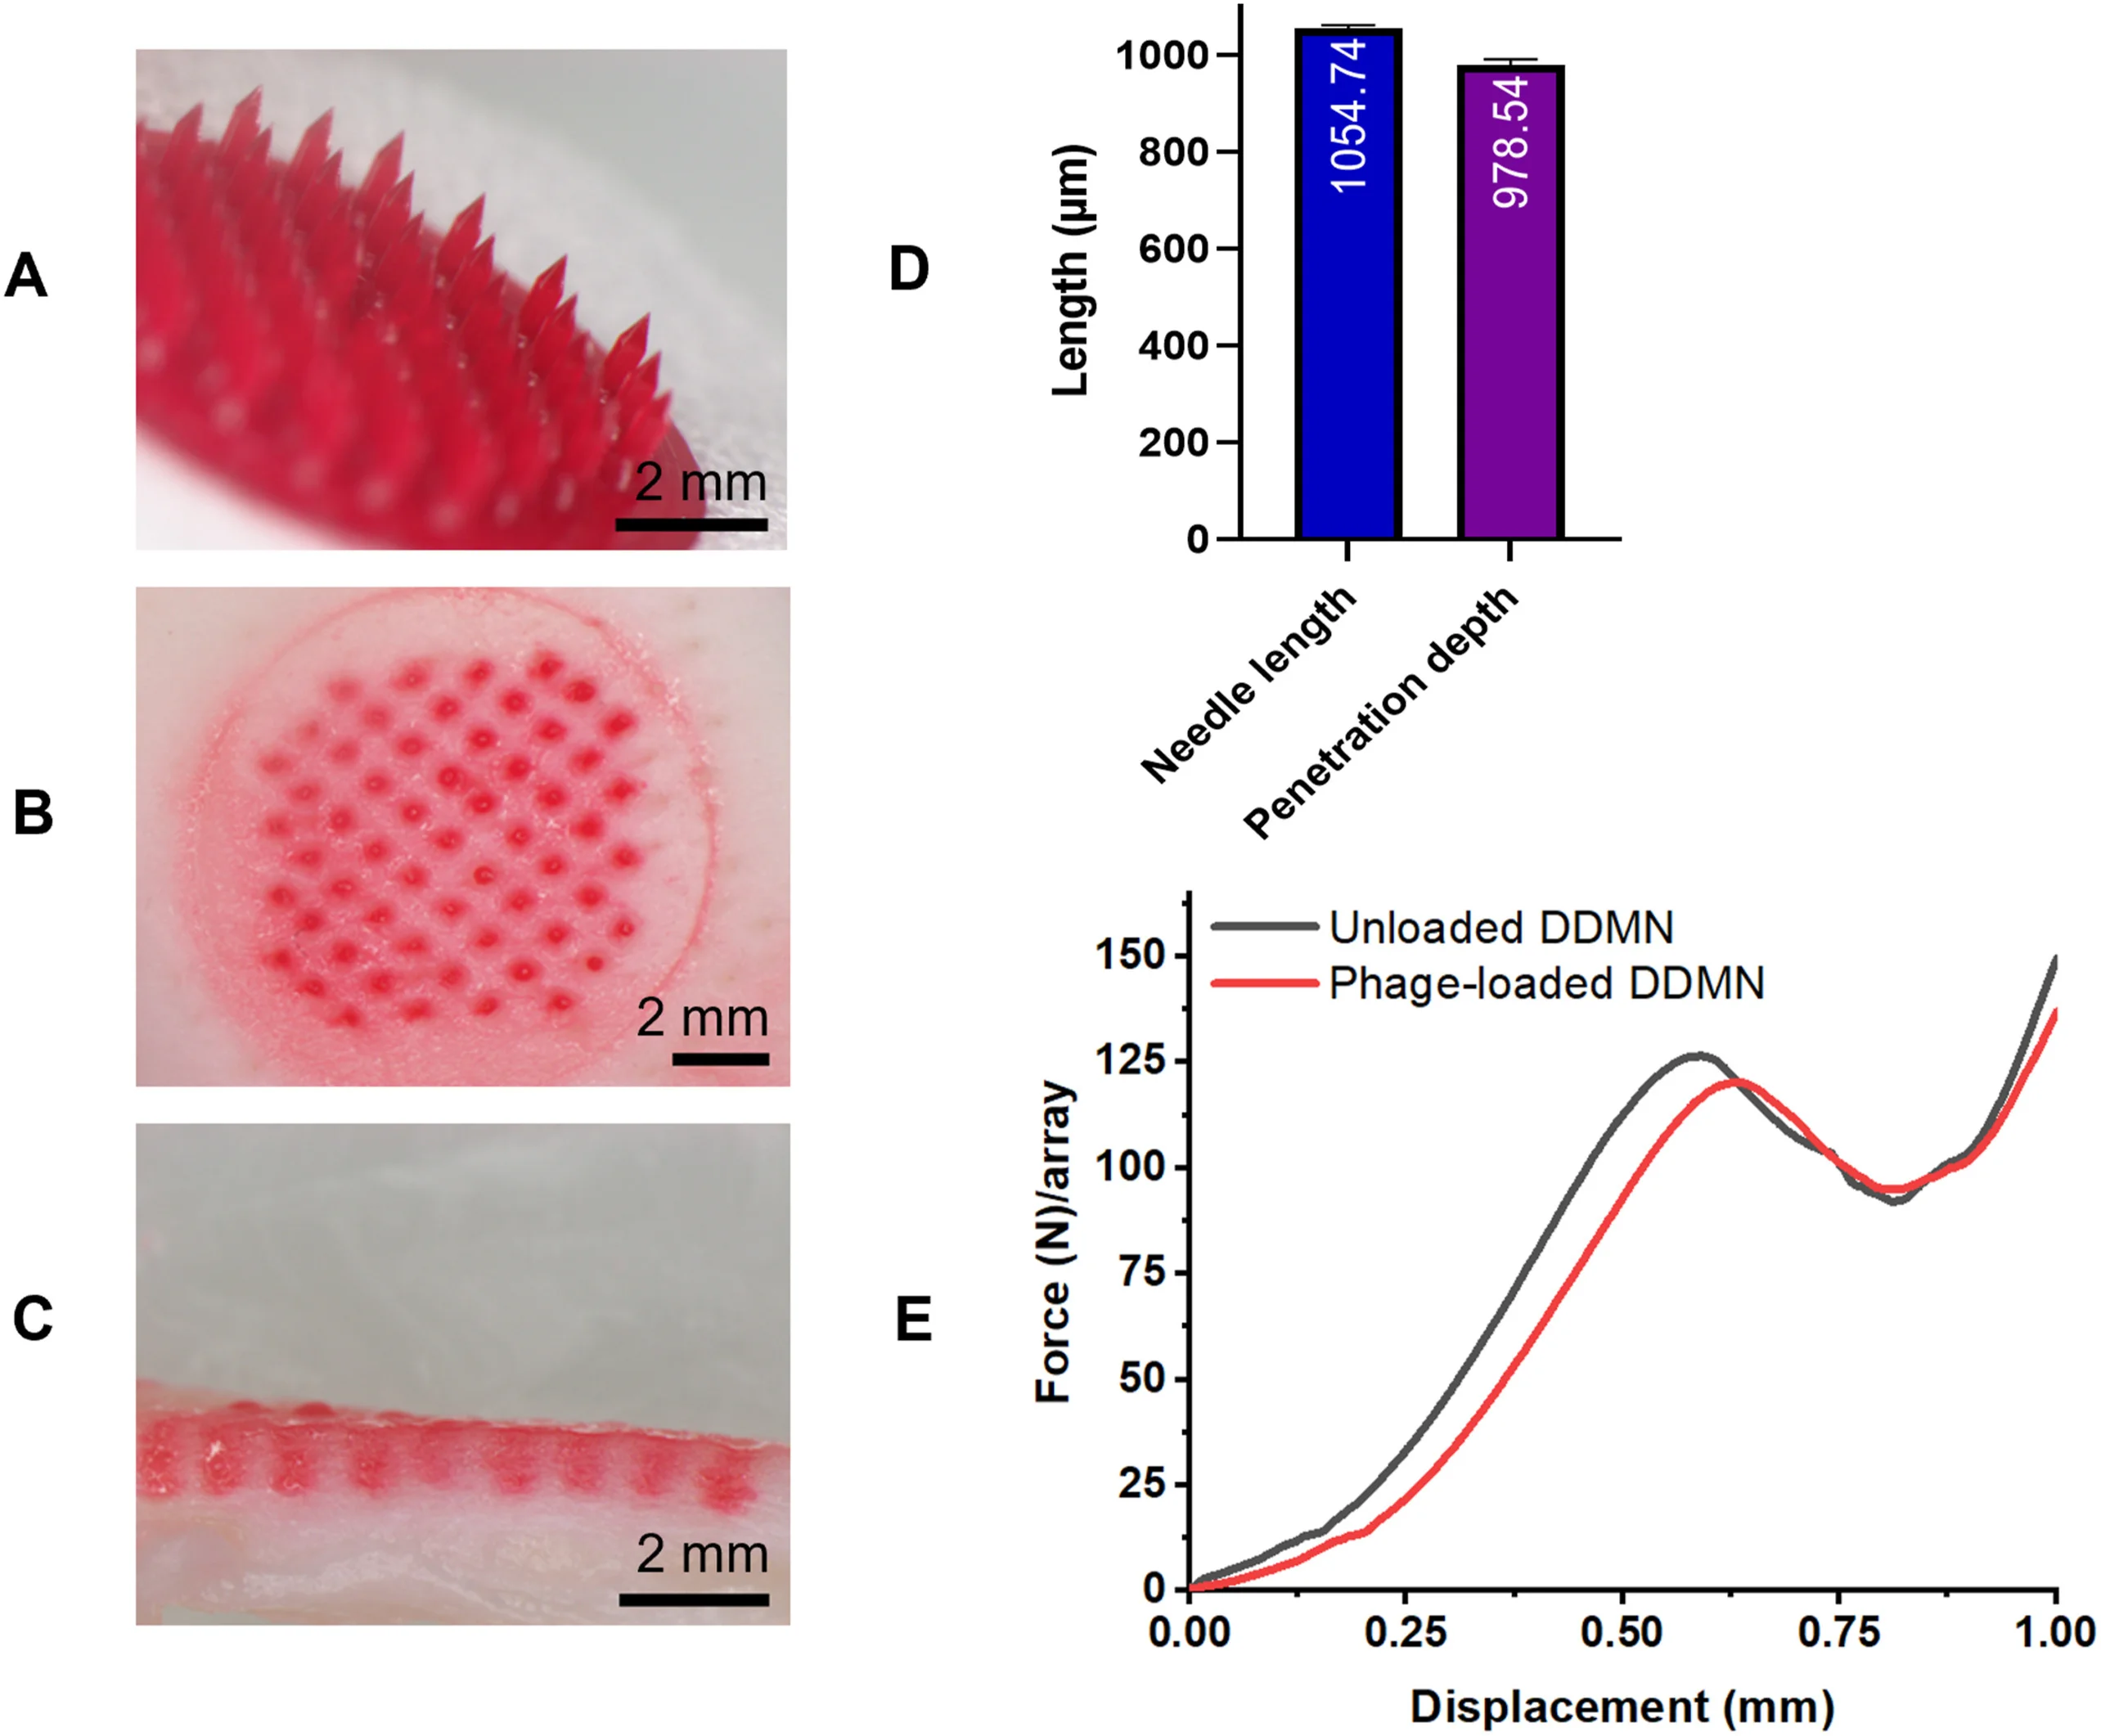 A
2 mm
B
2 mm
C
2 mm
D
Length (µm)
1000
800
600
400
200
0
1054.74
978.54
Needle length
Penetration depth
E
Unloaded DDMN
Phage-loaded DDMN
Force (N)/array
150
125
100
75
50
25
0
0.00 0.25 0.50 0.75 1.00
Displacement (mm)